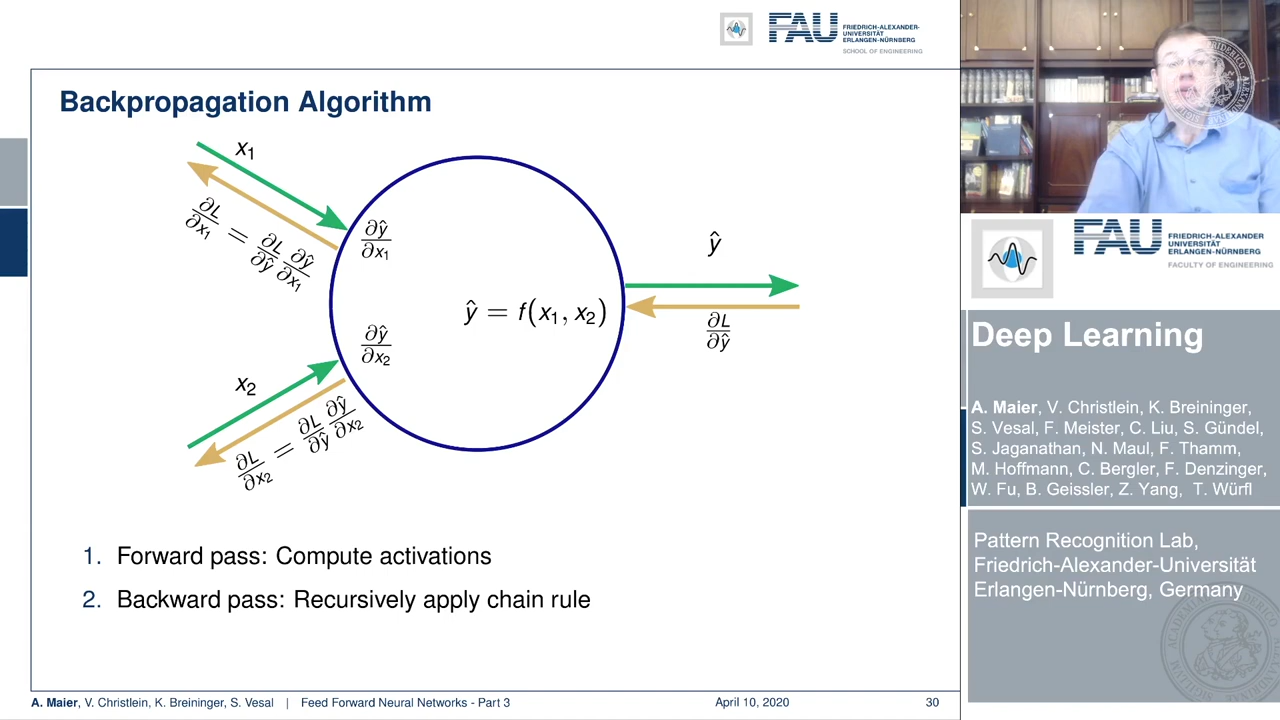 FAU FRIEDRICH-ALEXANDER-
UNIVERSITÄT
ERLANGEN-NÜRNBERG
SCHOOL OF ENGINEERING
Backpropagation Algorithm
x₁
∂L/∂x₁ = ∂L/∂ŷ ∂ŷ/∂x₁
∂ŷ/∂x₁
ŷ
ŷ = f(x₁, x₂)
∂L/∂ŷ
∂ŷ/∂x₂
x₂
∂L/∂x₂ = ∂L/∂ŷ ∂ŷ/∂x₂
1. Forward pass: Compute activations
2. Backward pass: Recursively apply chain rule
A. Maier, V. Christlein, K. Breininger, S. Vesal | Feed Forward Neural Networks - Part 3 April 10, 2020 30
FAU FRIEDRICH-ALEXANDER
UNIVERSITÄT
ERLANGEN-NÜRNBERG
FACULTY OF ENGINEERING
Deep Learning
A. Maier, V. Christlein, K. Breininger,
S. Vesal, F. Meister, C. Liu, S. Gündel,
S. Jaganathan, N. Maul, F. Thamm,
M. Hoffmann, C. Bergler, F. Denzinger,
W. Fu, B. Geissler, Z. Yang, T. Würfl
Pattern Recognition Lab,
Friedrich-Alexander-Universität
Erlangen-Nürnberg, Germany